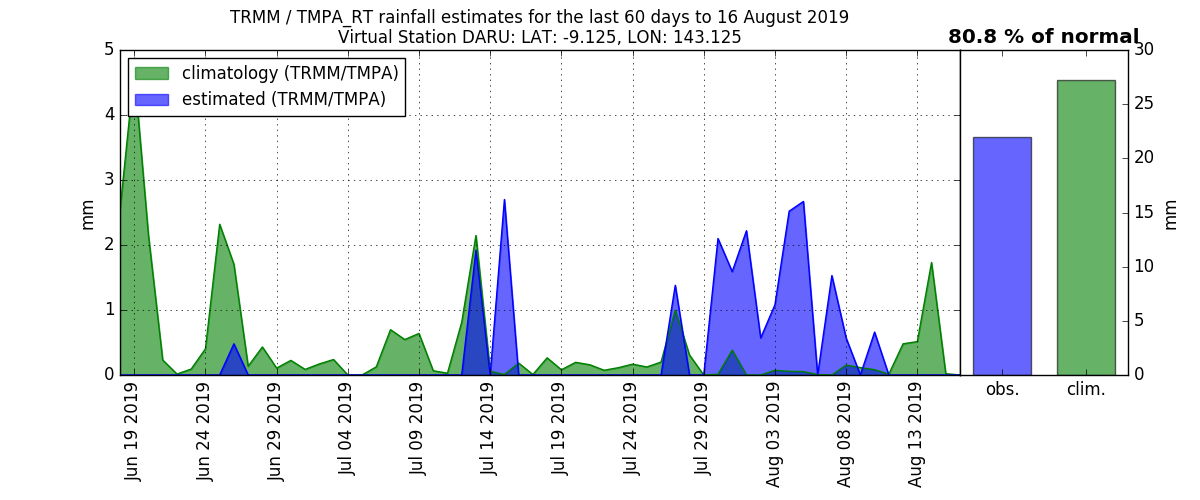 TRMM / TMPA_RT rainfall estimates for the last 60 days to 16 August 2019
Virtual Station DARU: LAT: -9.125, LON: 143.125
80.8 % of normal
climatology (TRMM/TMPA)
estimated (TRMM/TMPA)
5
4
3
2
1
0
mm
30
25
20
15
10
5
0
mm
obs.
clim.
Jun 19 2019
Jun 24 2019
Jun 29 2019
Jul 04 2019
Jul 09 2019
Jul 14 2019
Jul 19 2019
Jul 24 2019
Jul 29 2019
Aug 03 2019
Aug 08 2019
Aug 13 2019